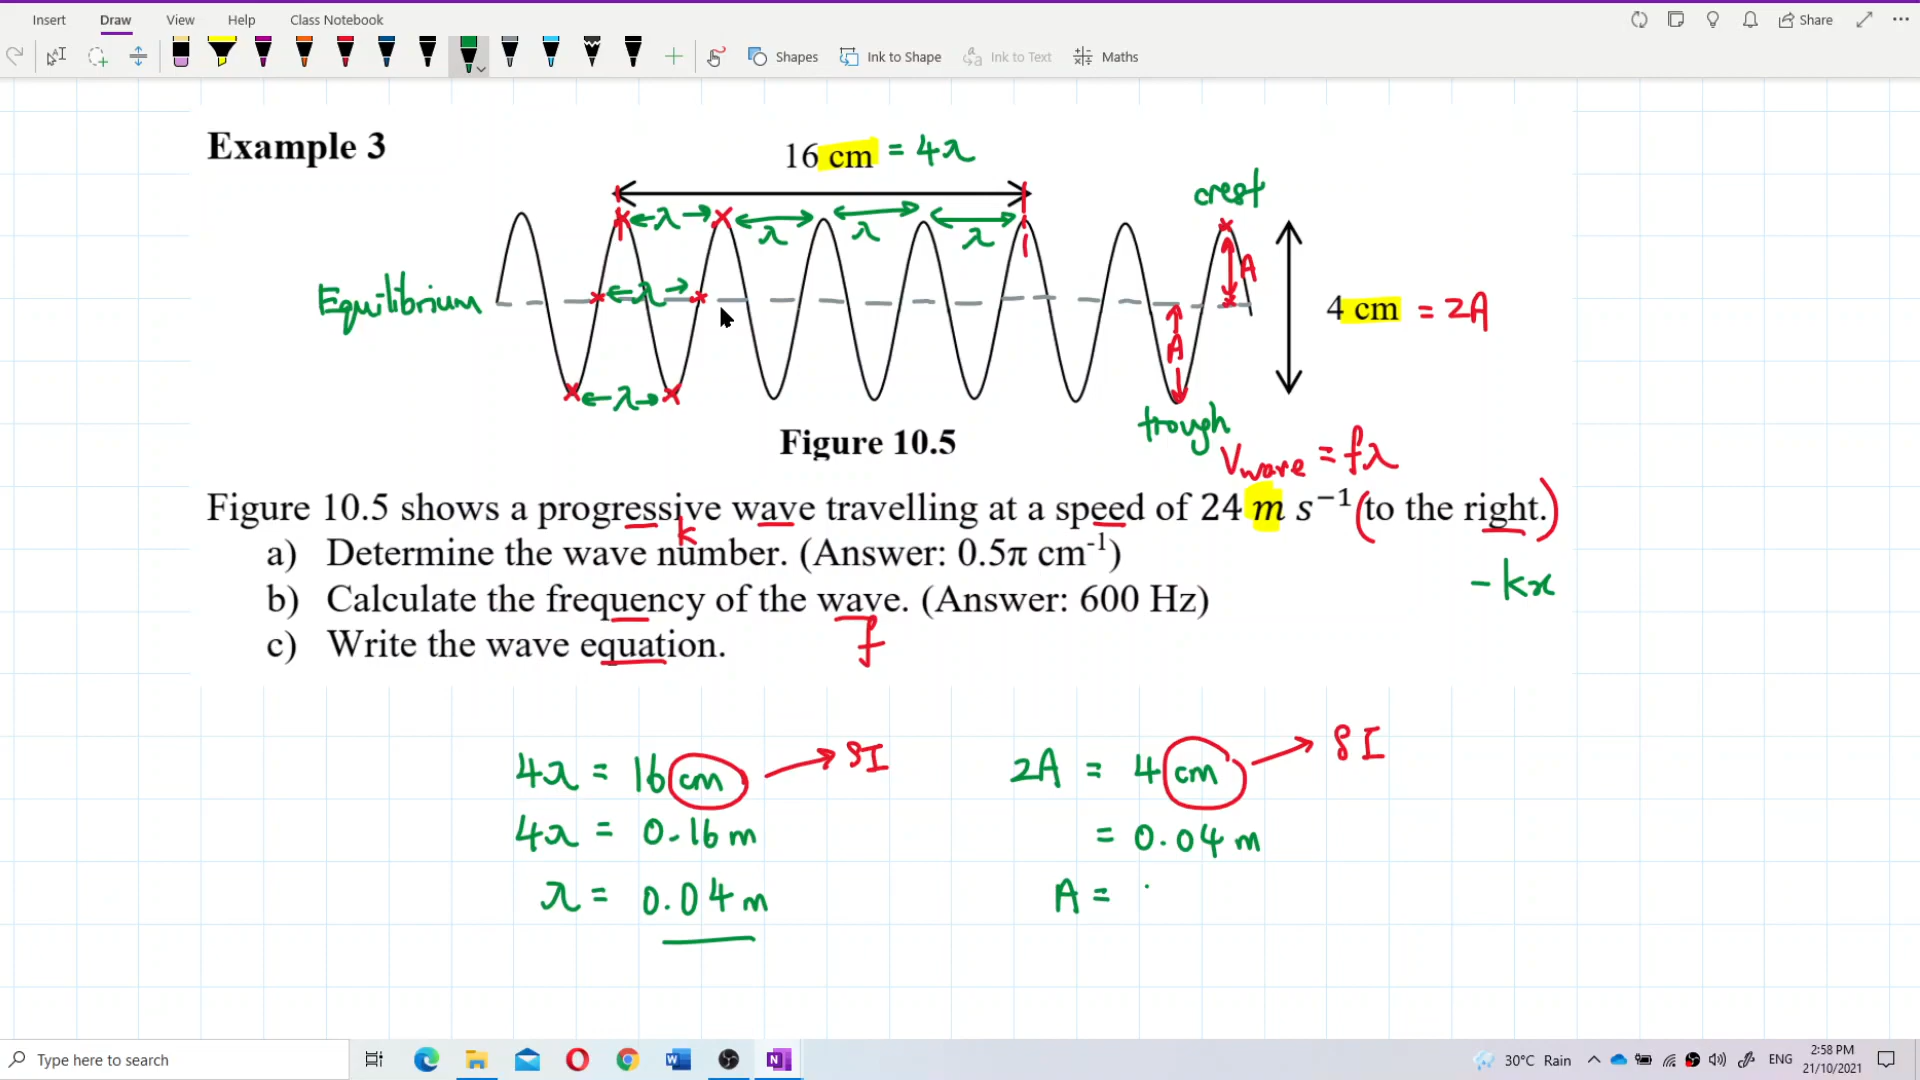 Insert Draw View Help Class Notebook Share
Shapes Ink to Shape Ink to Text Maths
Example 3
16 cm = 4λ
crest
λ λ λ λ
A
Equilibrium λ
4 cm = 2A
A
λ
trough
Figure 10.5
Vwave = fλ
Figure 10.5 shows a progressive wave travelling at a speed of 24 m s⁻¹ (to the right.)
k
a) Determine the wave number. (Answer: 0.5π cm⁻¹)
- kx
b) Calculate the frequency of the wave. (Answer: 600 Hz)
f
c) Write the wave equation.
4λ = 16 cm → SI
2A = 4 cm → SI
4λ = 0.16 m
= 0.04 m
λ = 0.04 m
A =
Type here to search
30°C Rain ENG 2:58 PM
21/10/2021